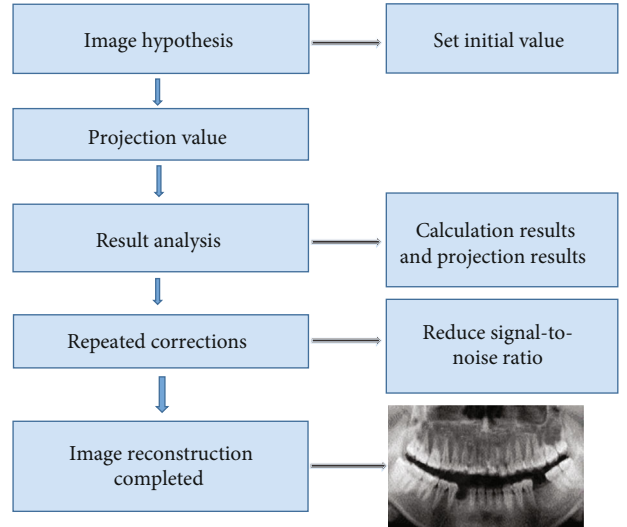 Image hypothesis
Set initial value
Projection value
Result analysis
Calculation results
and projection results
Repeated corrections
Reduce signal-to-
noise ratio
Image reconstruction
completed